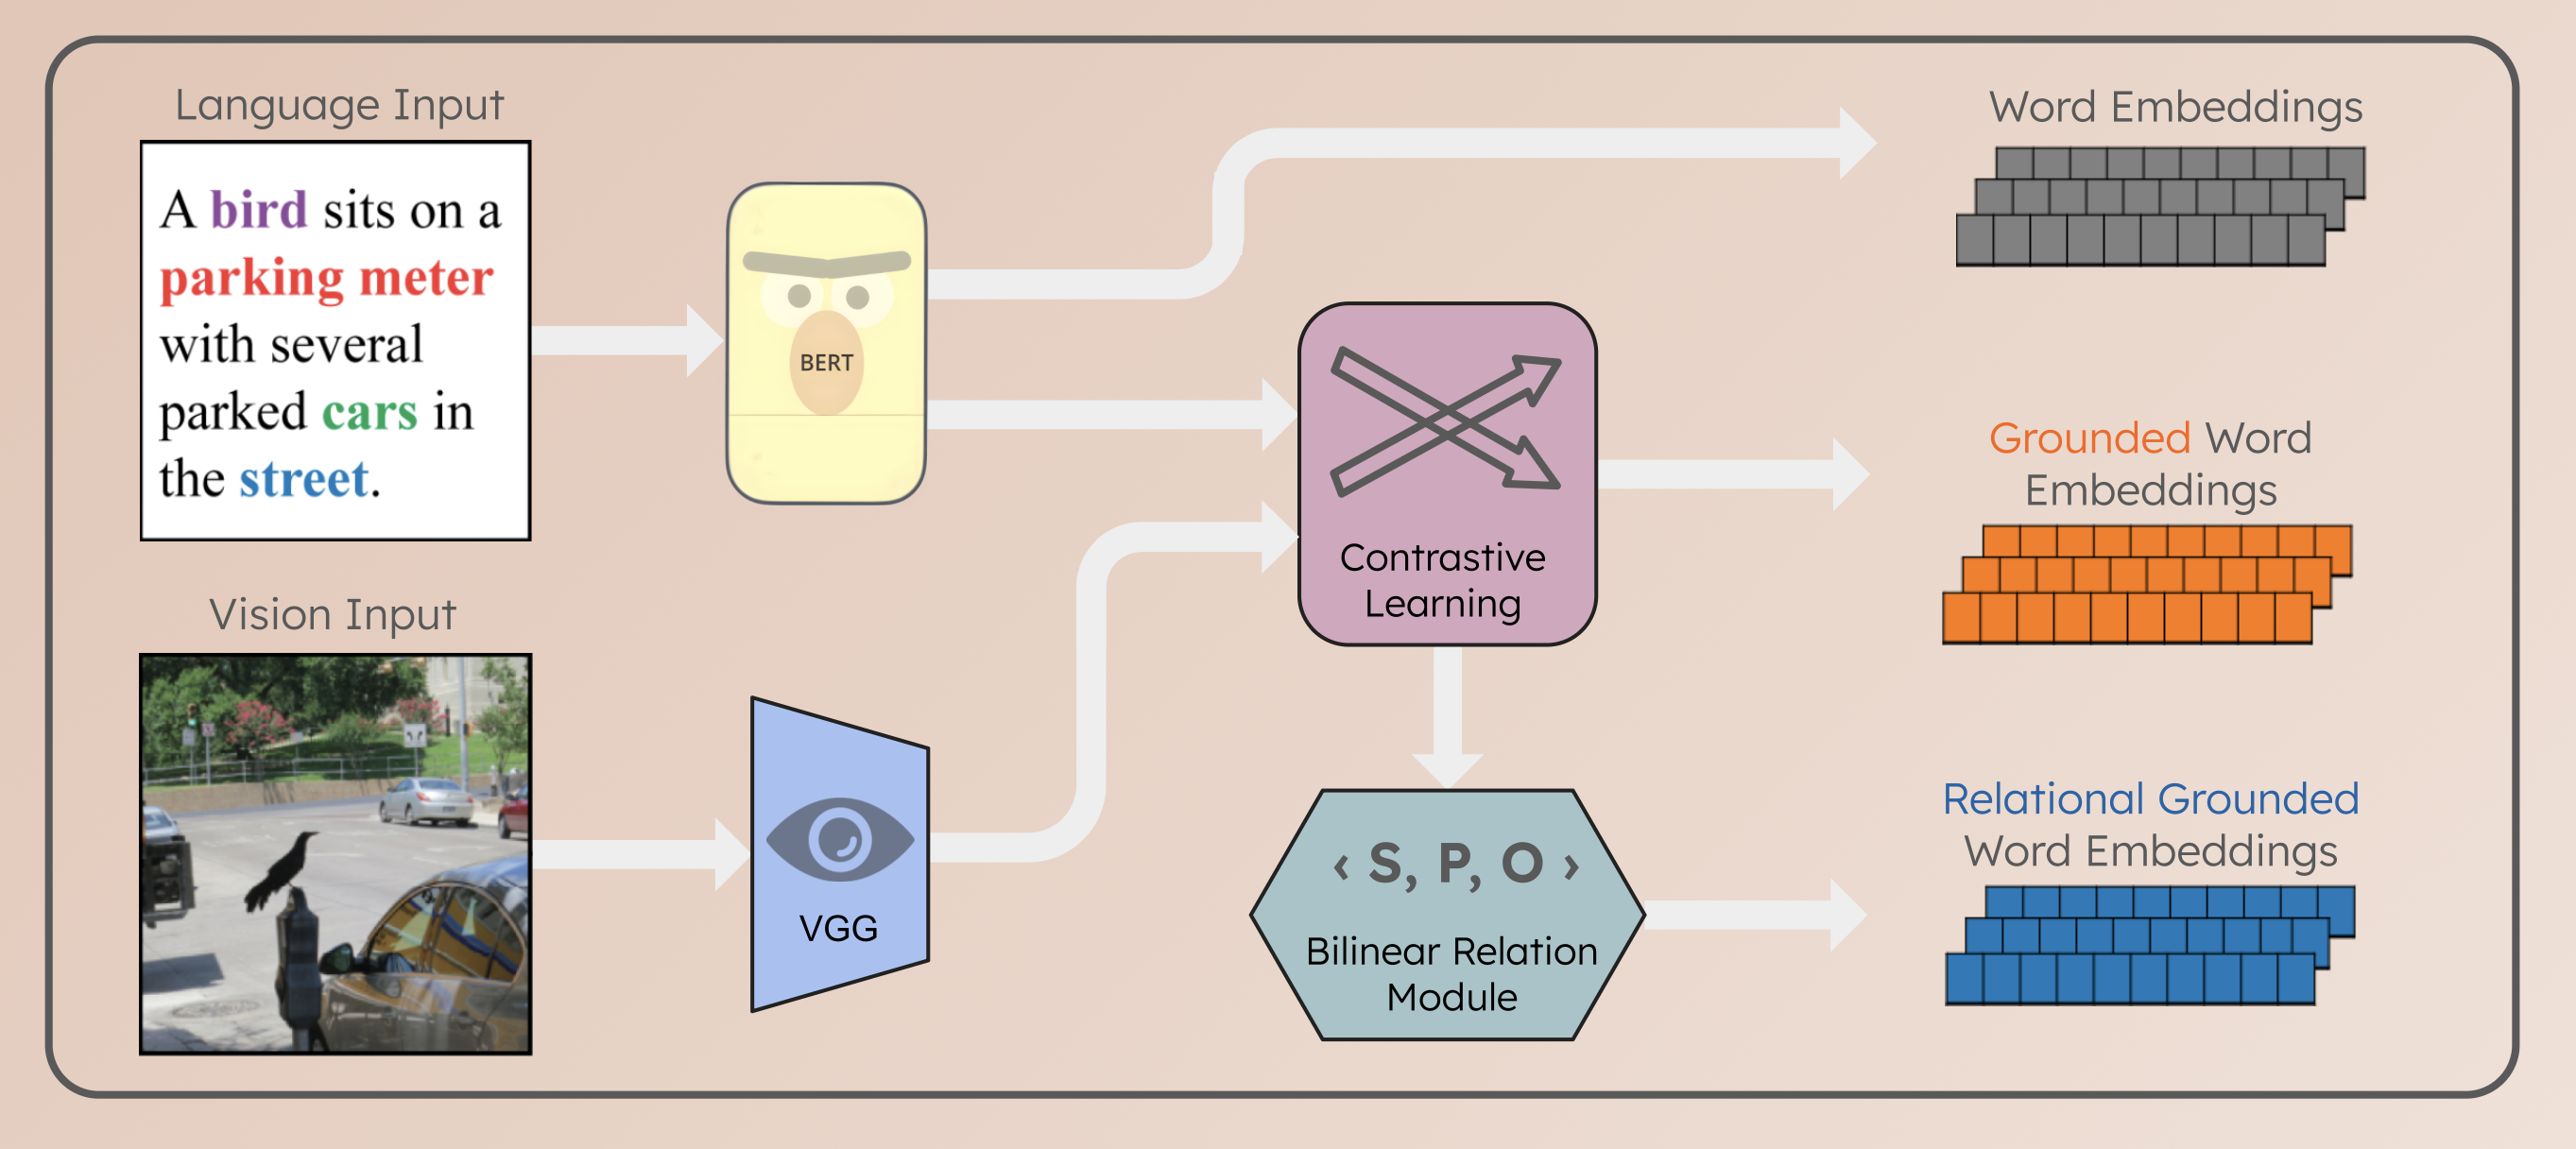 Language Input
A bird sits on a
parking meter
with several
parked cars in
the street.
Vision Input
BERT
VGG
Contrastive
Learning
‹ S, P, O ›
Bilinear Relation
Module
Word Embeddings
Grounded Word
Embeddings
Relational Grounded
Word Embeddings